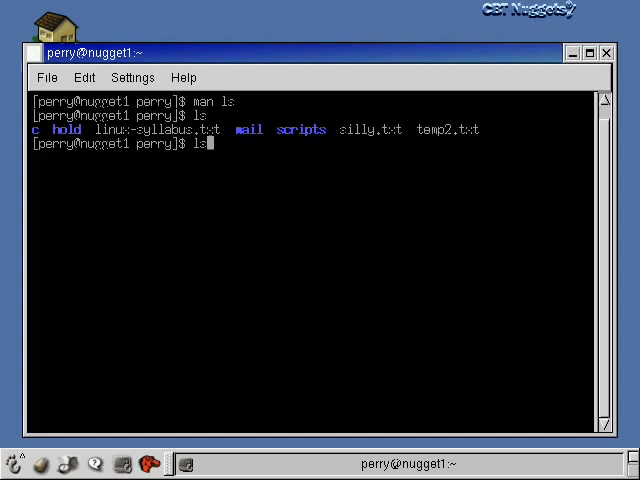 CBT Nuggets
perry@nugget1:~
File Edit Settings Help
[perry@nugget1 perry]$ man ls
[perry@nugget1 perry]$ ls
c hold linux-syllabus.txt mail scripts silly.txt temp2.txt
[perry@nugget1 perry]$ ls
perry@nugget1:~